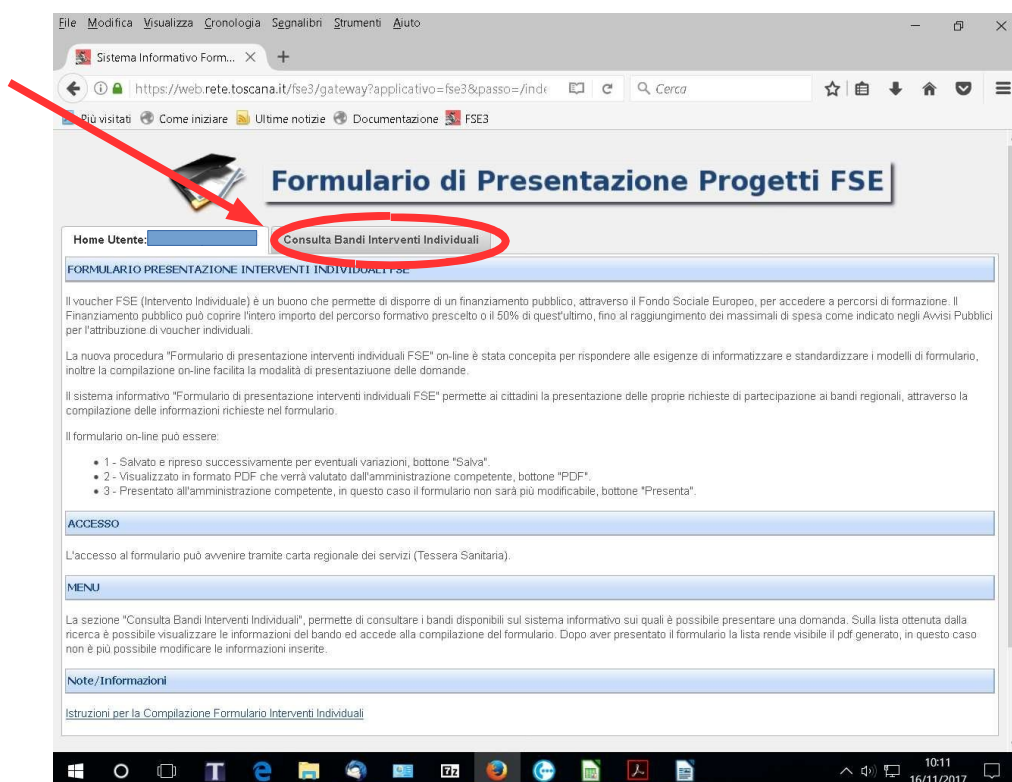 File Modifica Visualizza Cronologia Segnalibri Strumenti Aiuto
Sistema Informativo Form...
https://web.rete.toscana.it/fse3/gateway?applicativo=fse3&passo=/inde
Cerca
Più visitati Come iniziare Ultime notizie Documentazione FSE3
Formulario di Presentazione Progetti FSE
Home Utente:
Consulta Bandi Interventi Individuali
FORMULARIO PRESENTAZIONE INTERVENTI INDIVIDUALI FSE
Il voucher FSE (Intervento Individuale) è un buono che permette di disporre di un finanziamento pubblico, attraverso il Fondo Sociale Europeo, per accedere a percorsi di formazione. Il
Finanziamento pubblico può coprire l'intero importo del percorso formativo prescelto o il 50% di quest'ultimo, fino al raggiungimento dei massimali di spesa come indicato negli Avvisi Pubblici
per l'attribuzione di voucher individuali.
La nuova procedura "Formulario di presentazione interventi individuali FSE" on-line è stata concepita per rispondere alle esigenze di informatizzare e standardizzare i modelli di formulario,
inoltre la compilazione on-line facilita la modalità di presentaziuone delle domande.
Il sistema informativo "Formulario di presentazione interventi individuali FSE" permette ai cittadini la presentazione delle proprie richieste di partecipazione ai bandi regionali, attraverso la
compilazione delle informazioni richieste nel formulario.
Il formulario on-line può essere:
• 1 - Salvato e ripreso successivamente per eventuali variazioni, bottone "Salva".
• 2 - Visualizzato in formato PDF che verrà valutato dall'amministrazione competente, bottone "PDF".
• 3 - Presentato all'amministrazione competente, in questo caso il formulario non sarà più modificabile, bottone "Presenta".
ACCESSO
L'accesso al formulario può avvenire tramite carta regionale dei servizi (Tessera Sanitaria).
MENU
La sezione "Consulta Bandi Interventi Individuali", permette di consultare i bandi disponibili sul sistema informativo sui quali è possibile presentare una domanda. Sulla lista ottenuta dalla
ricerca è possibile visualizzare le informazioni del bando ed accede alla compilazione del formulario. Dopo aver presentato il formulario la lista rende visibile il pdf generato, in questo caso
non è più possibile modificare le informazioni inserite.
Note/Informazioni
Istruzioni per la Compilazione Formulario Interventi Individuali
T
7z
10:11
16/11/2017